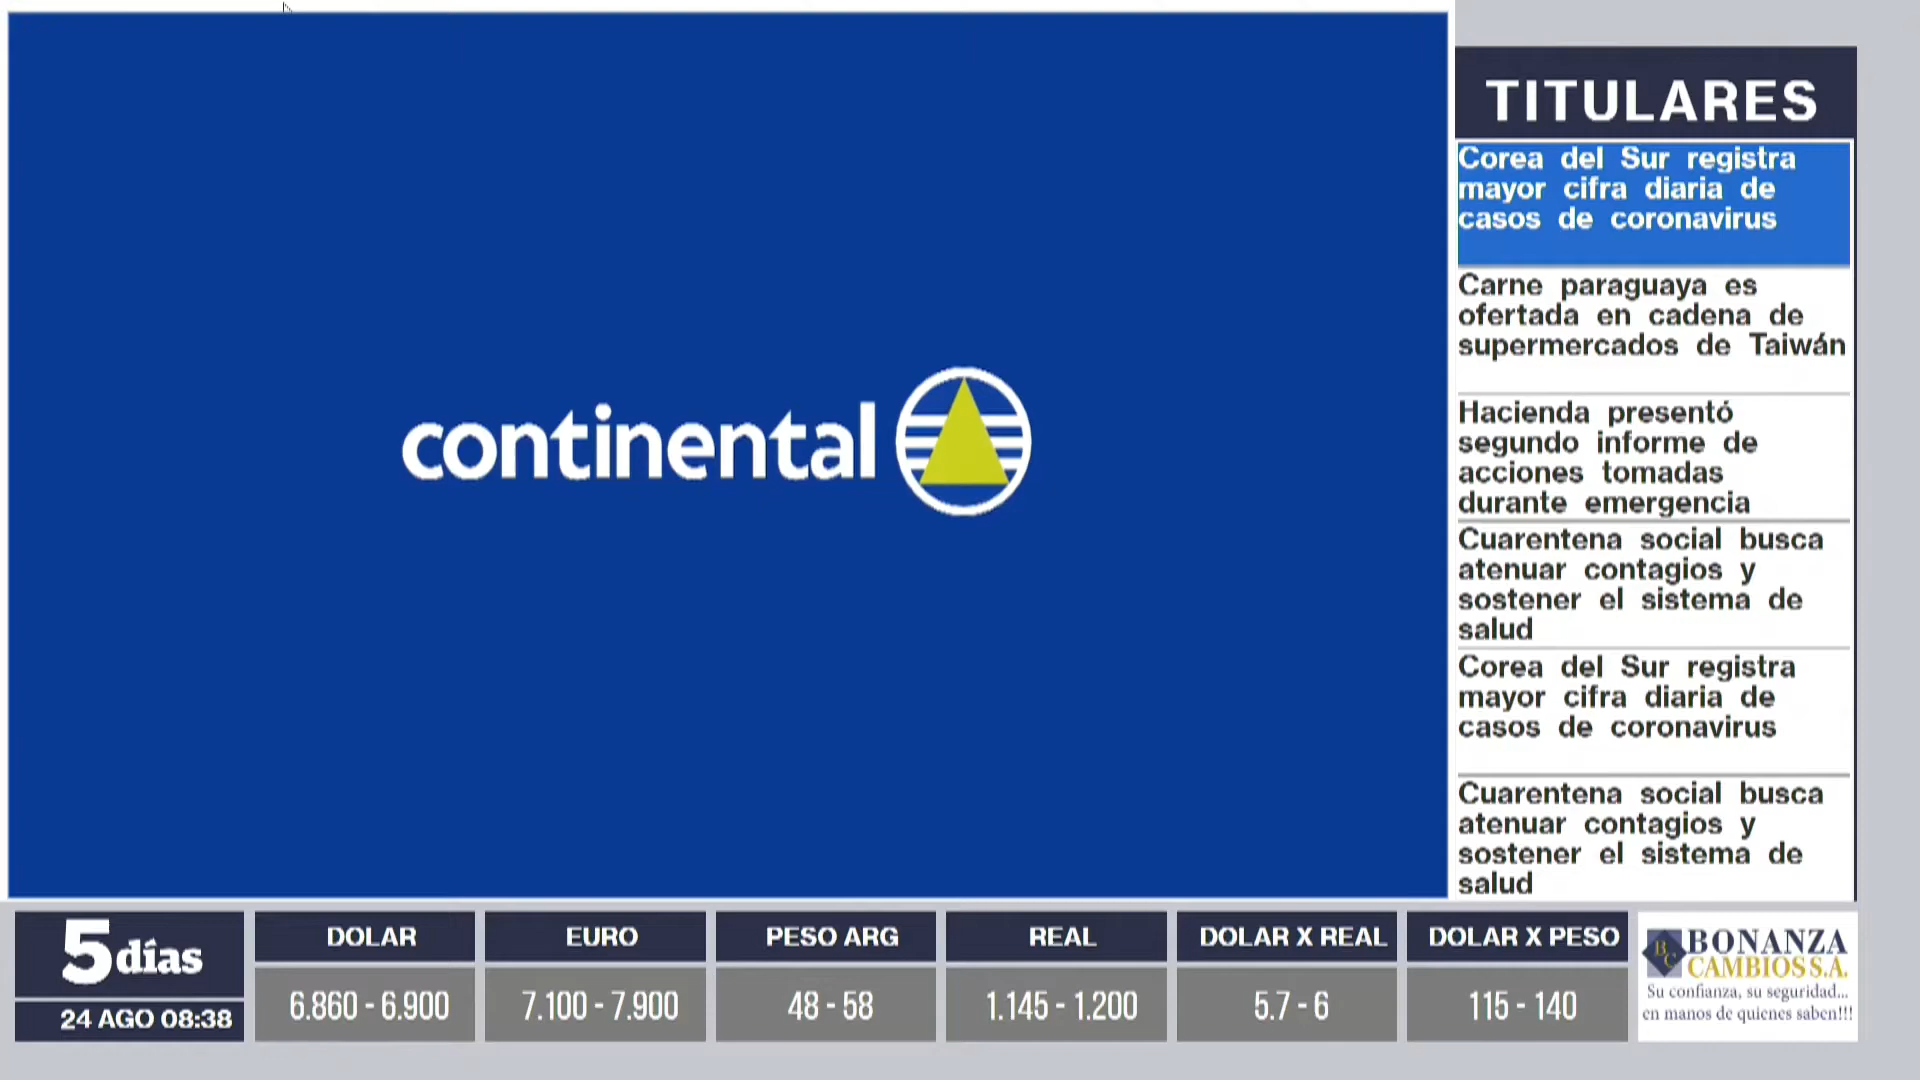 continental
TITULARES
Corea del Sur registra
mayor cifra diaria de
casos de coronavirus
Carne paraguaya es
ofertada en cadena de
supermercados de Taiwán
Hacienda presentó
segundo informe de
acciones tomadas
durante emergencia
Cuarentena social busca
atenuar contagios y
sostener el sistema de
salud
Corea del Sur registra
mayor cifra diaria de
casos de coronavirus
Cuarentena social busca
atenuar contagios y
sostener el sistema de
salud
5días
24 AGO 08:38
DOLAR
6.860 - 6.900
EURO
7.100 - 7.900
PESO ARG
48 - 58
REAL
1.145 - 1.200
DOLAR X REAL
5.7 - 6
DOLAR X PESO
115 - 140
BC
BONANZA
CAMBIOS S.A.
Su confianza, su seguridad...
en manos de quienes saben!!!